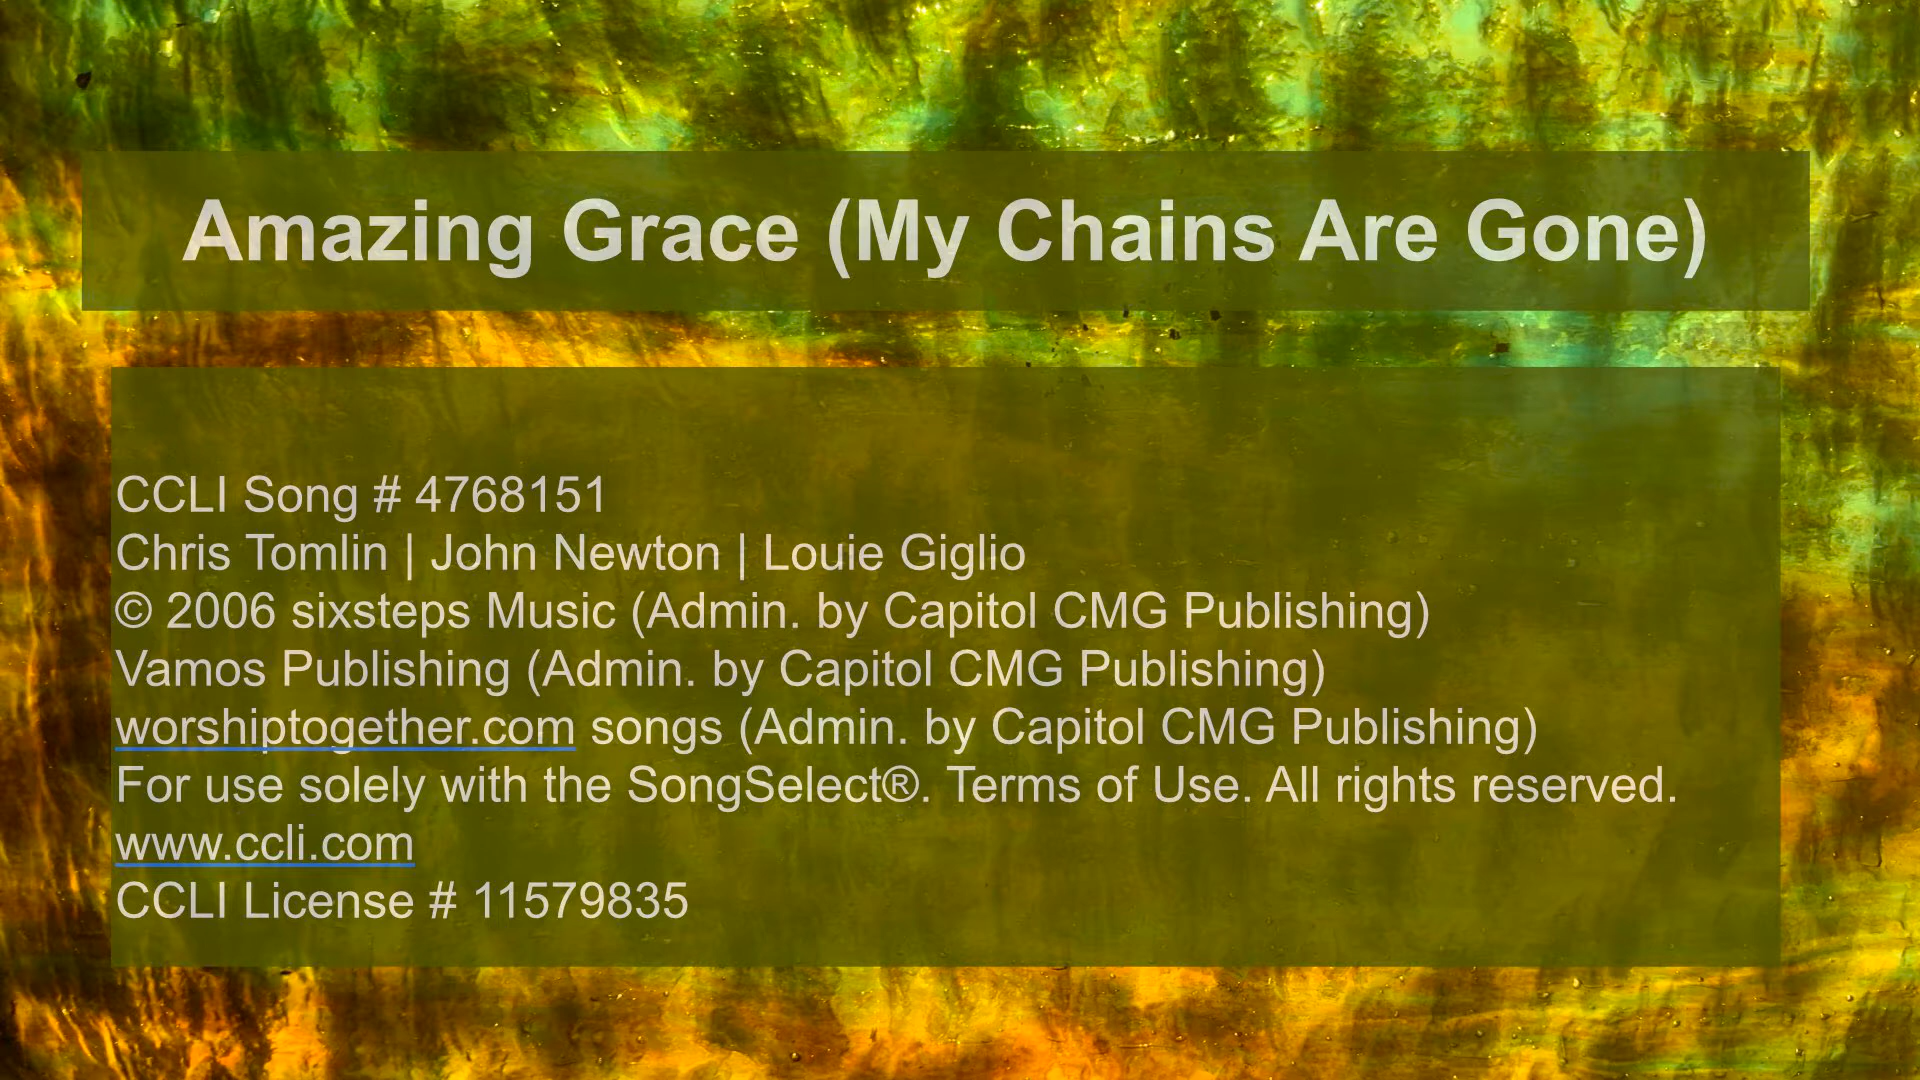 Amazing Grace (My Chains Are Gone)
CCLI Song # 4768151
Chris Tomlin | John Newton | Louie Giglio
© 2006 sixsteps Music (Admin. by Capitol CMG Publishing)
Vamos Publishing (Admin. by Capitol CMG Publishing)
worshiptogether.com songs (Admin. by Capitol CMG Publishing)
For use solely with the SongSelect®. Terms of Use. All rights reserved.
www.ccli.com
CCLI License # 11579835